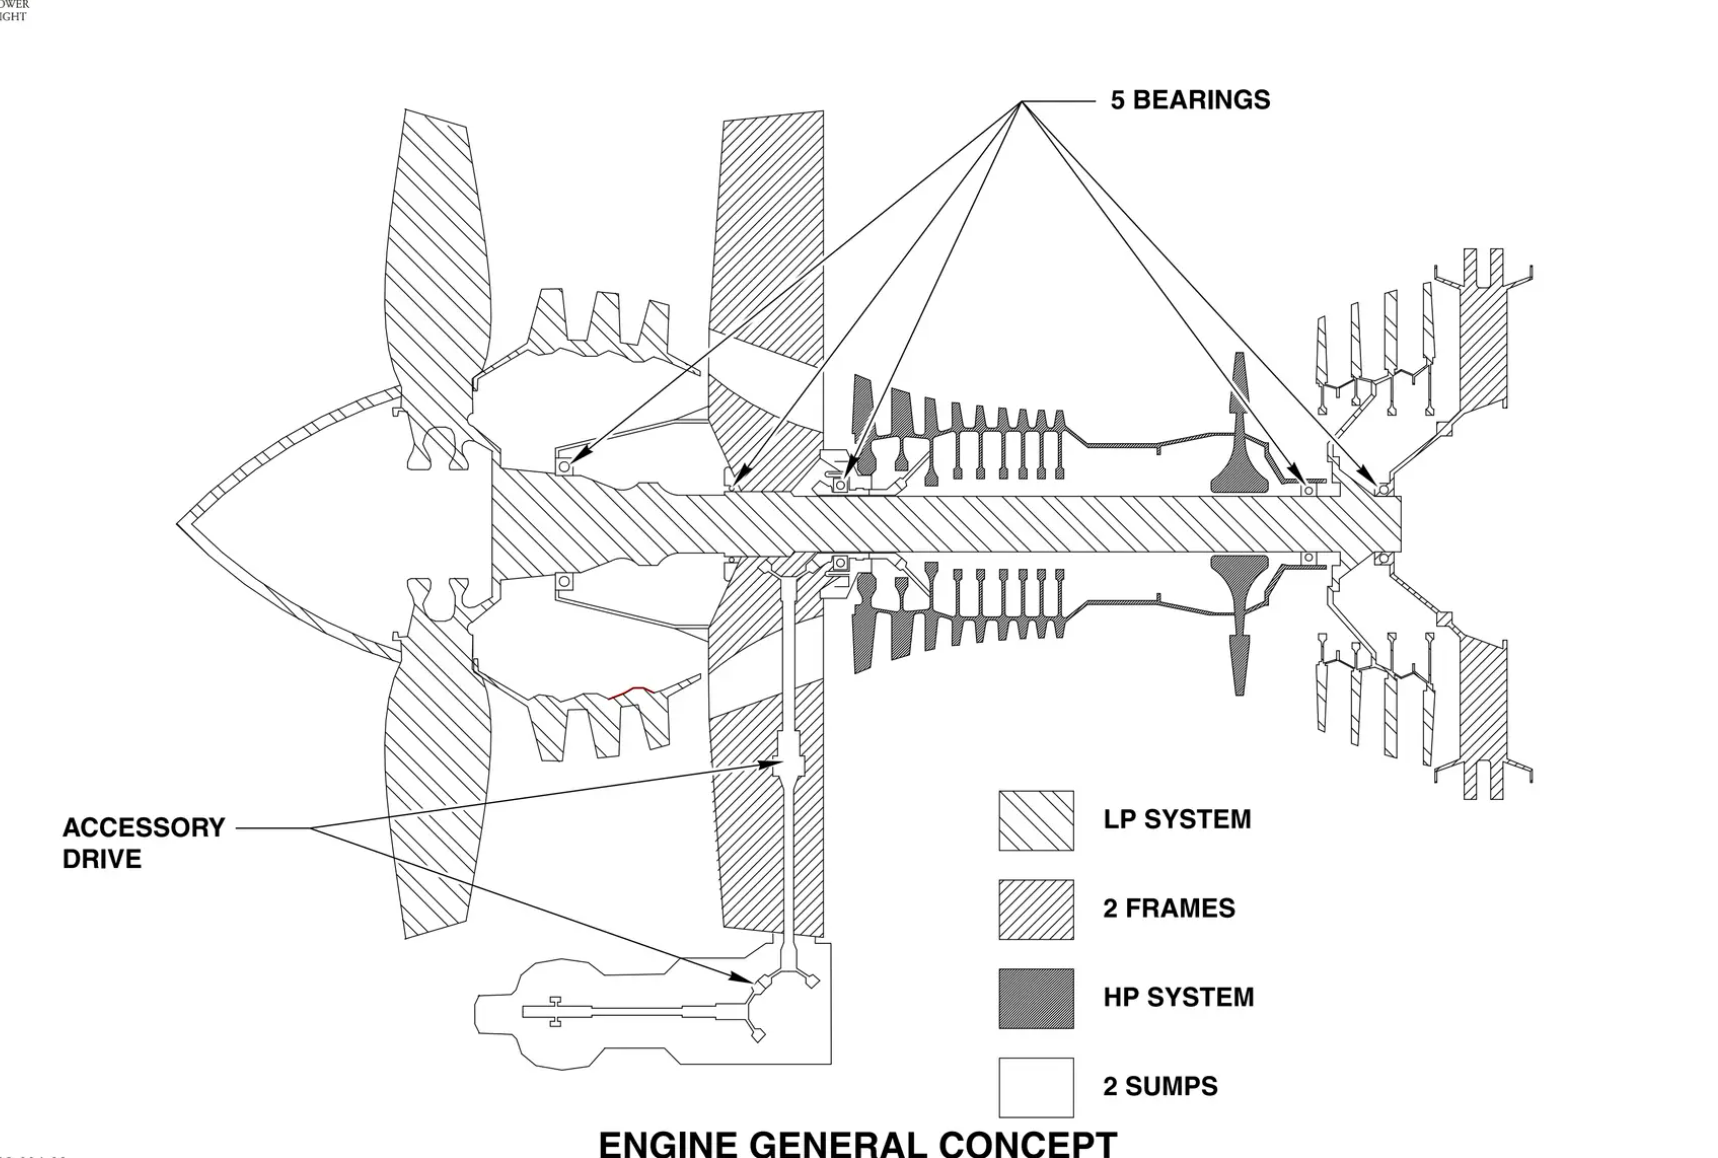 5 BEARINGS
ACCESSORY
DRIVE
LP SYSTEM
2 FRAMES
HP SYSTEM
2 SUMPS
ENGINE GENERAL CONCEPT